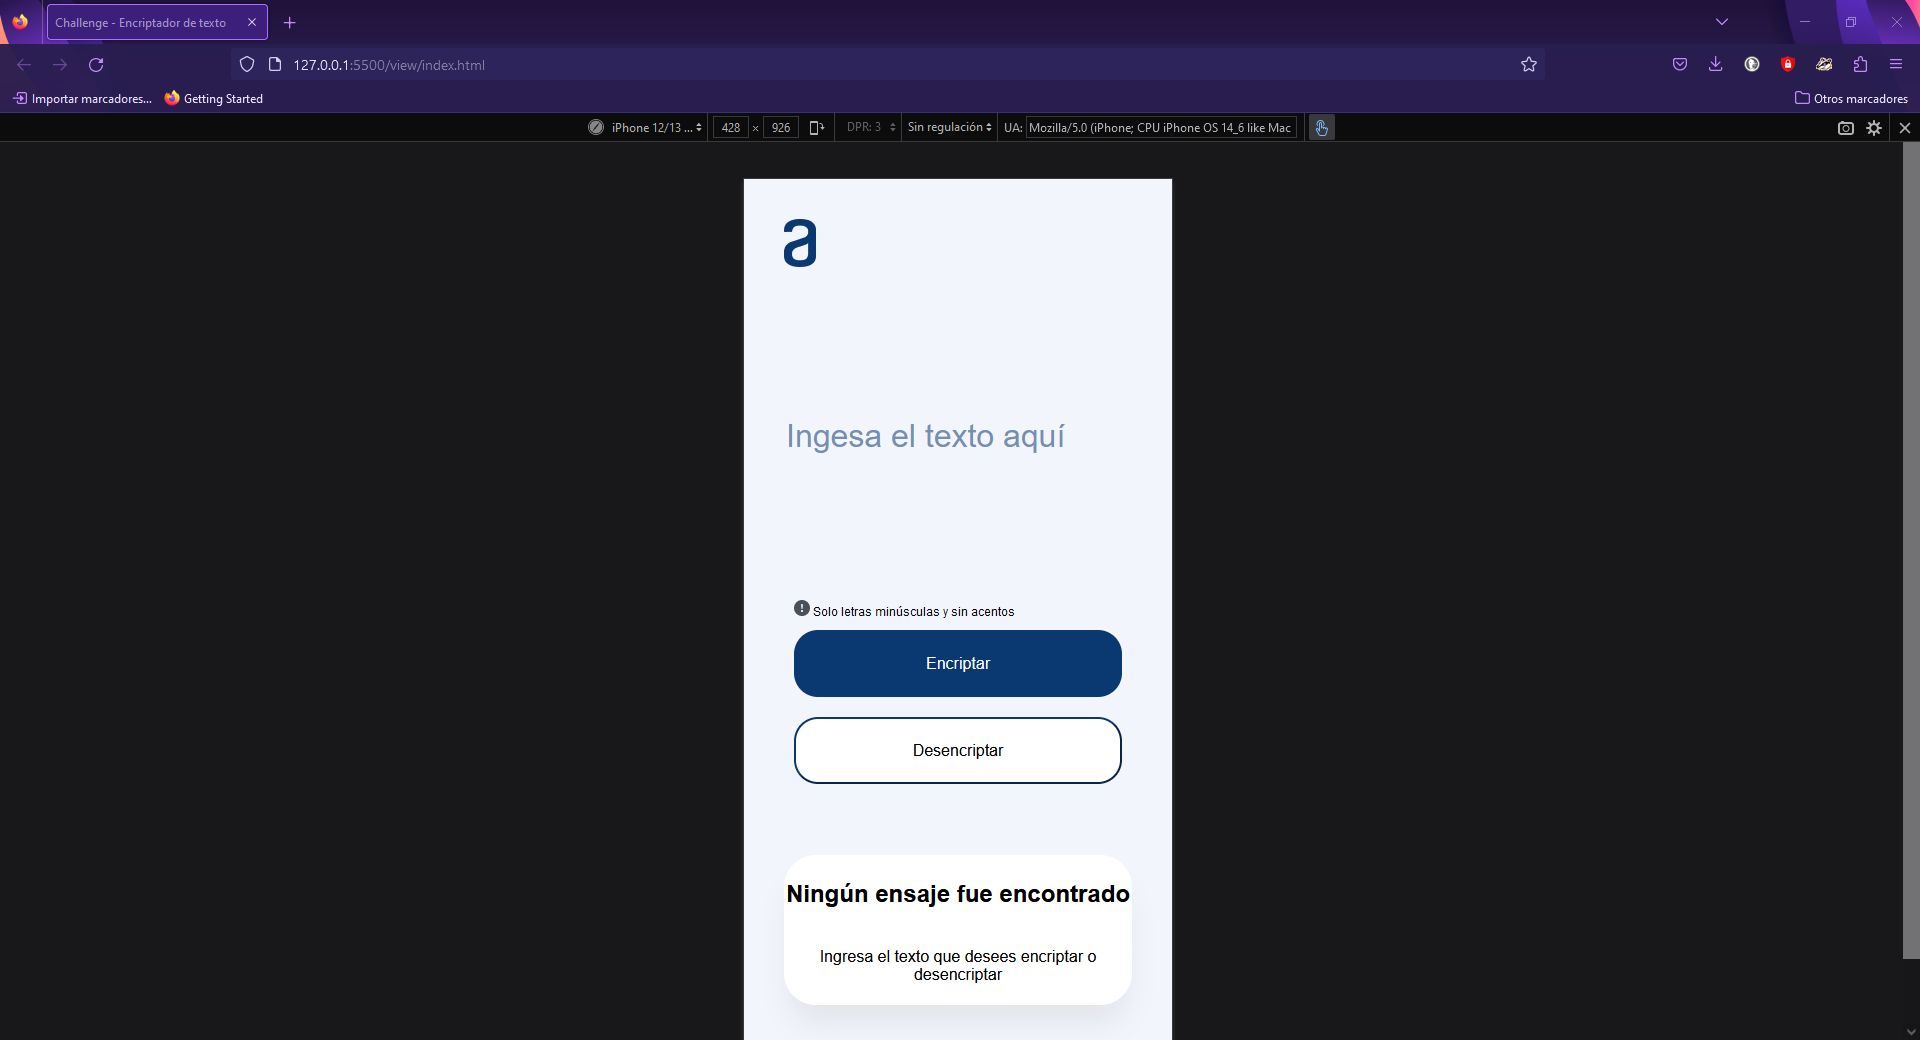 Challenge - Encriptador de texto
127.0.0.1:5500/view/index.html
Importar marcadores... Getting Started Otros marcadores
iPhone 12/13 ... 428 × 926 DPR: 3 Sin regulación UA: Mozilla/5.0 (iPhone; CPU iPhone OS 14_6 like Mac
a
Ingesa el texto aquí
Solo letras minúsculas y sin acentos
Encriptar
Desencriptar
Ningún ensaje fue encontrado
Ingresa el texto que desees encriptar o
desencriptar